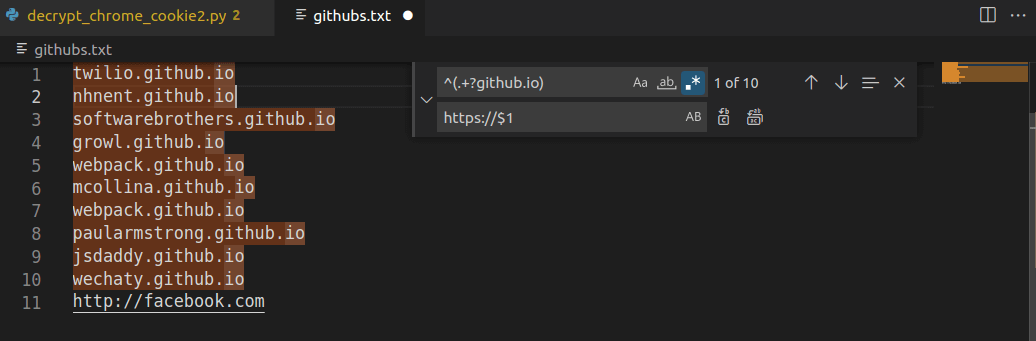 decrypt_chrome_cookie2.py 2
githubs.txt
githubs.txt
^(.+?github.io) Aa ab .* 1 of 10
https://$1 AB
1 twilio.github.io
2 nhnent.github.io
3 softwarebrothers.github.io
4 growl.github.io
5 webpack.github.io
6 mcollina.github.io
7 webpack.github.io
8 paularmstrong.github.io
9 jsdaddy.github.io
10 wechaty.github.io
11 http://facebook.com